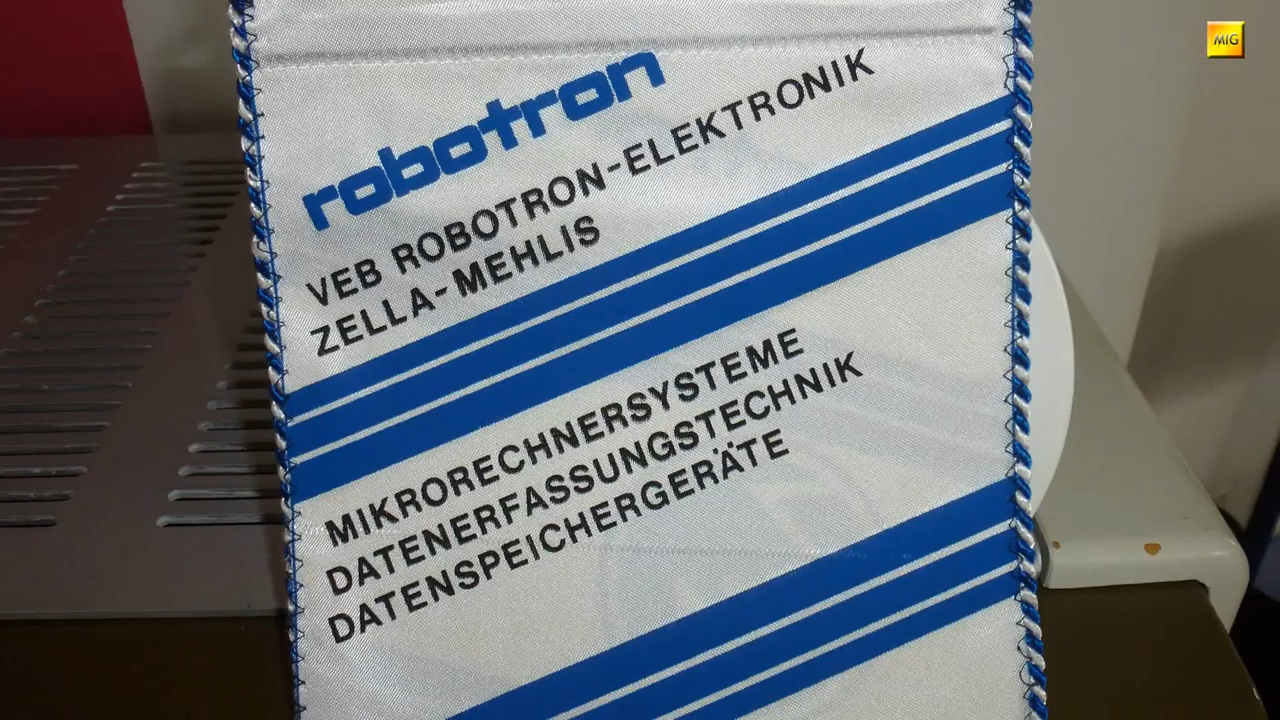 MIG
robotron
VEB ROBOTRON-ELEKTRONIK
ZELLA-MEHLIS
MIKRORECHNERSYSTEME
DATENERFASSUNGSTECHNIK
DATENSPEICHERGERÄTE